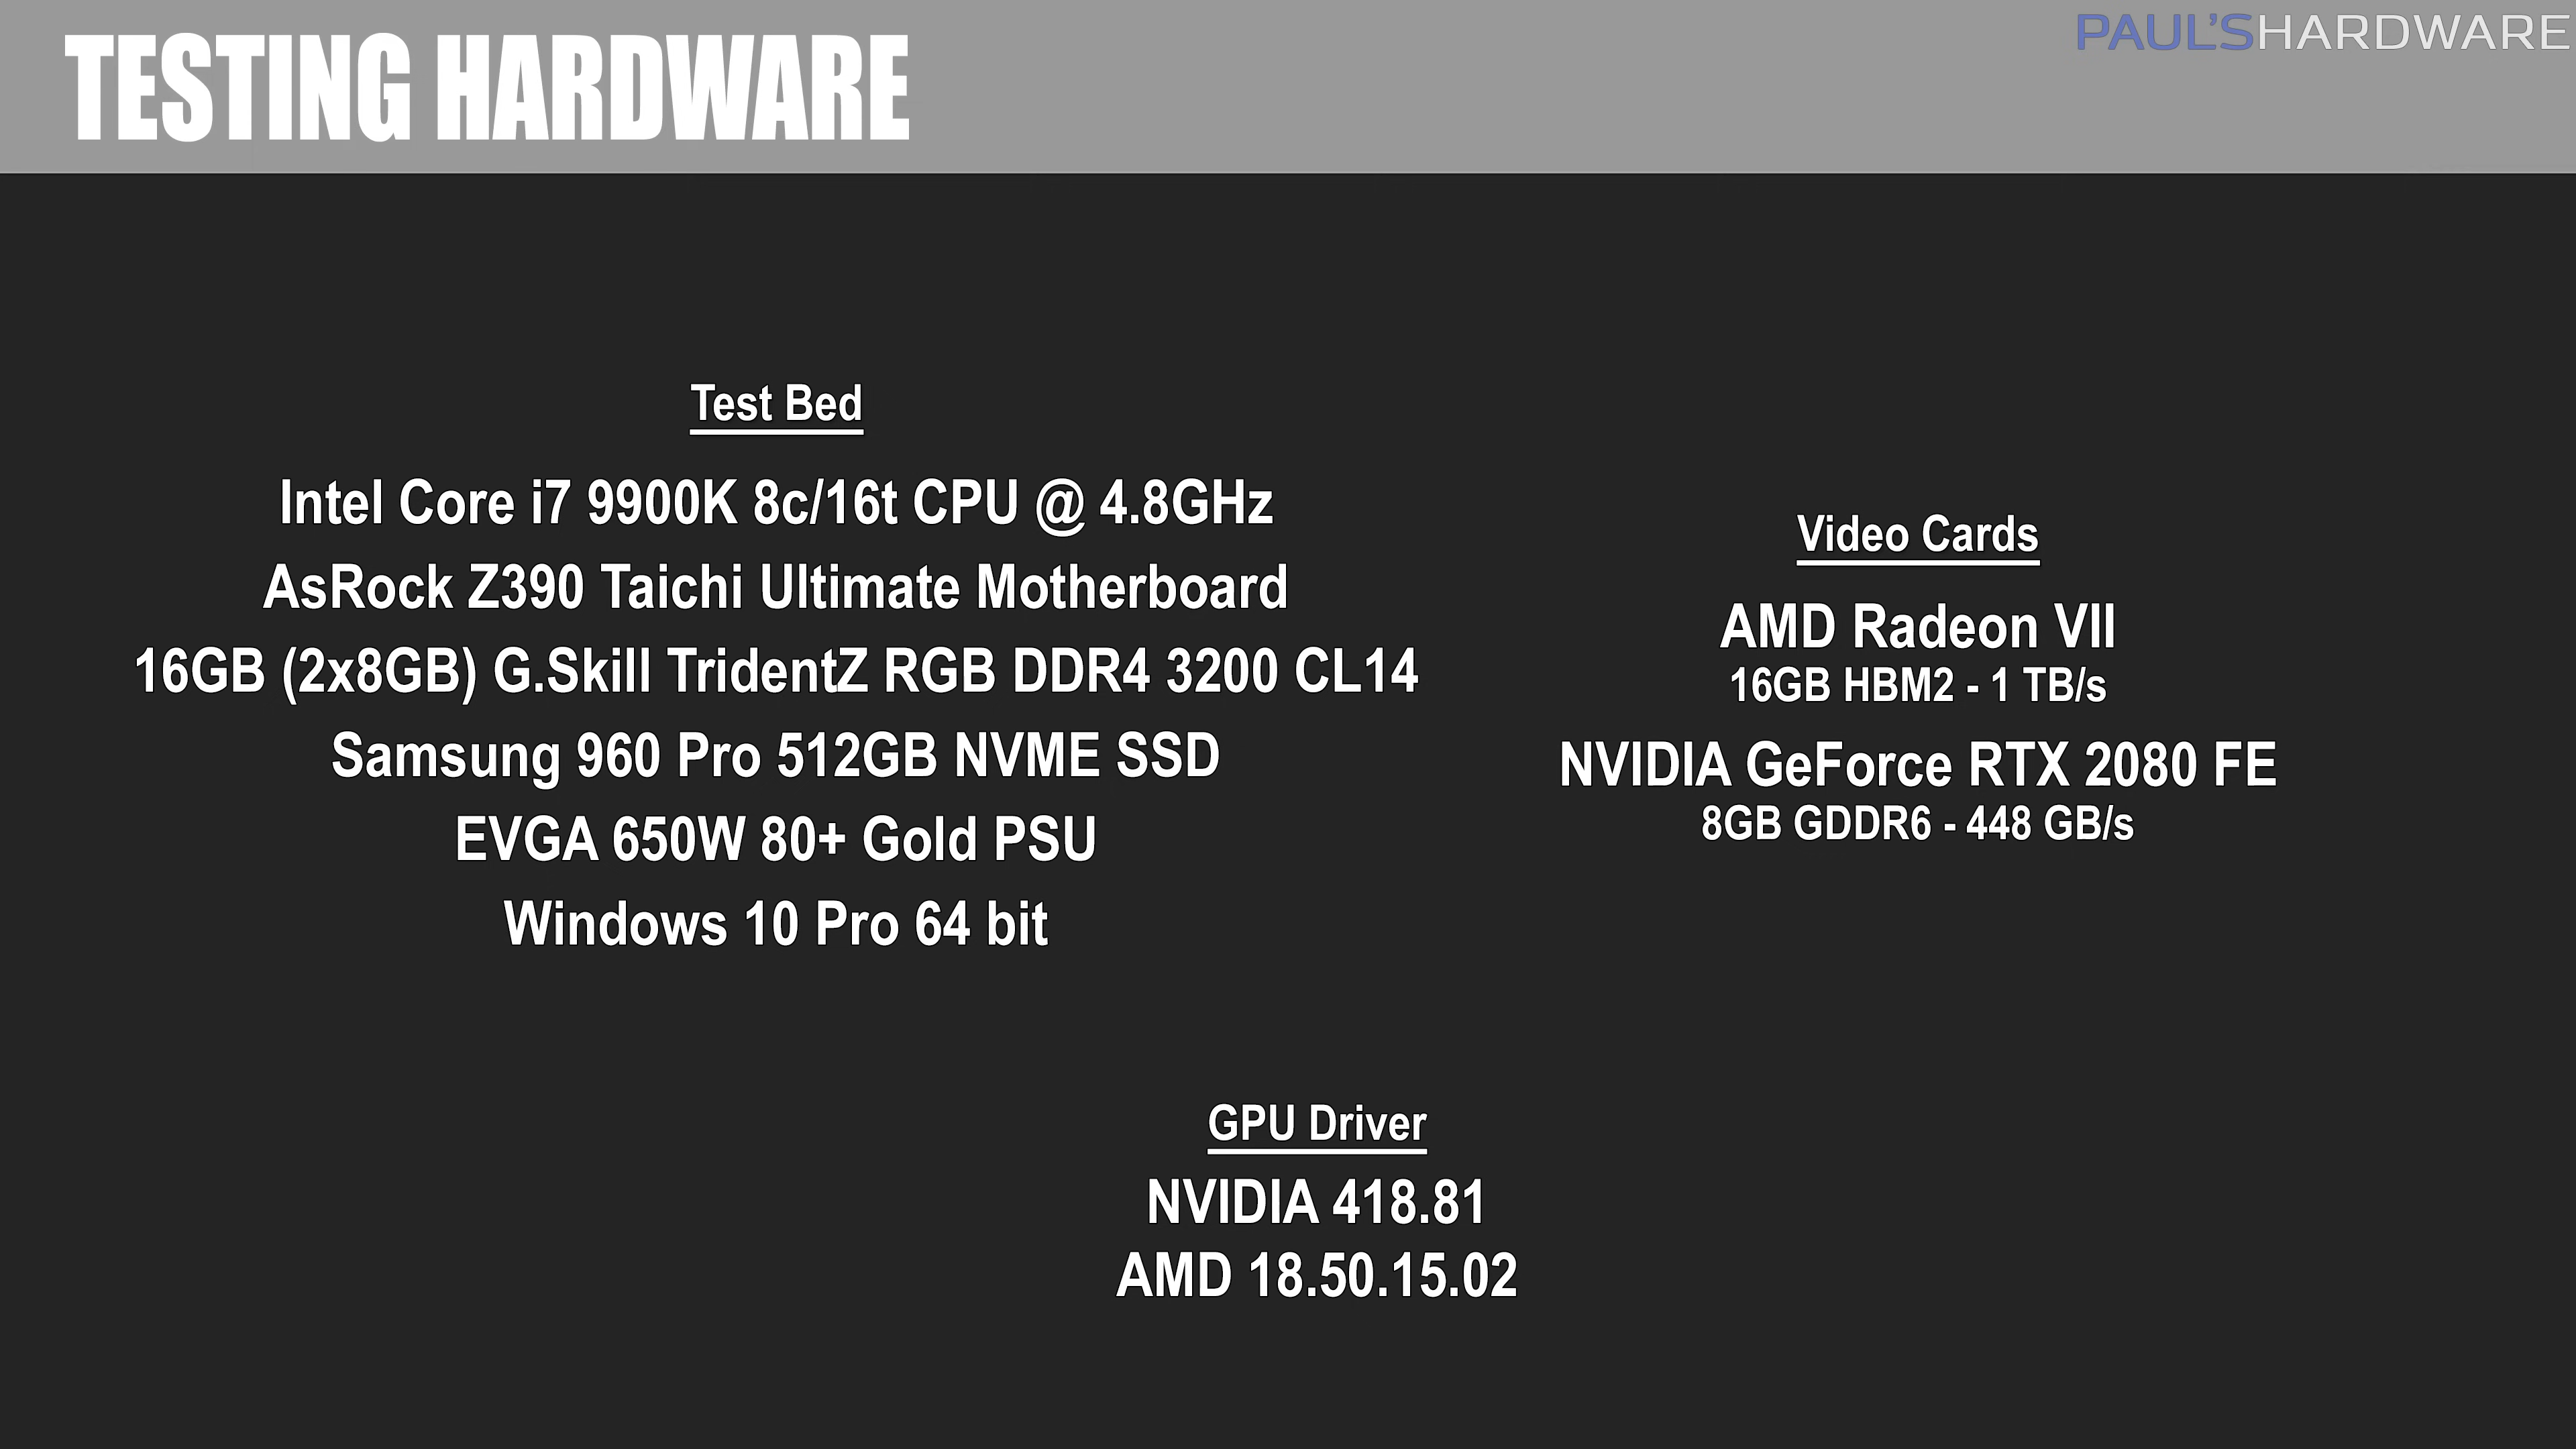 TESTING HARDWARE
PAUL'SHARDWARE
Test Bed
Intel Core i7 9900K 8c/16t CPU @ 4.8GHz
AsRock Z390 Taichi Ultimate Motherboard
16GB (2x8GB) G.Skill TridentZ RGB DDR4 3200 CL14
Samsung 960 Pro 512GB NVME SSD
EVGA 650W 80+ Gold PSU
Windows 10 Pro 64 bit
Video Cards
AMD Radeon VII
16GB HBM2 - 1 TB/s
NVIDIA GeForce RTX 2080 FE
8GB GDDR6 - 448 GB/s
GPU Driver
NVIDIA 418.81
AMD 18.50.15.02